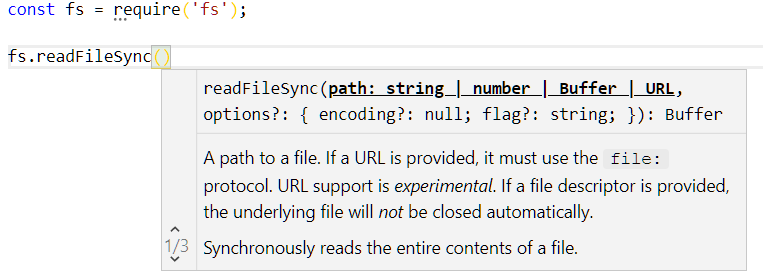 const fs = require('fs');
fs.readFileSync()
readFileSync(path: string | number | Buffer | URL,
options?: { encoding?: null; flag?: string; }): Buffer
A path to a file. If a URL is provided, it must use the file:
protocol. URL support is experimental. If a file descriptor is provided,
the underlying file will not be closed automatically.
1/3
Synchronously reads the entire contents of a file.